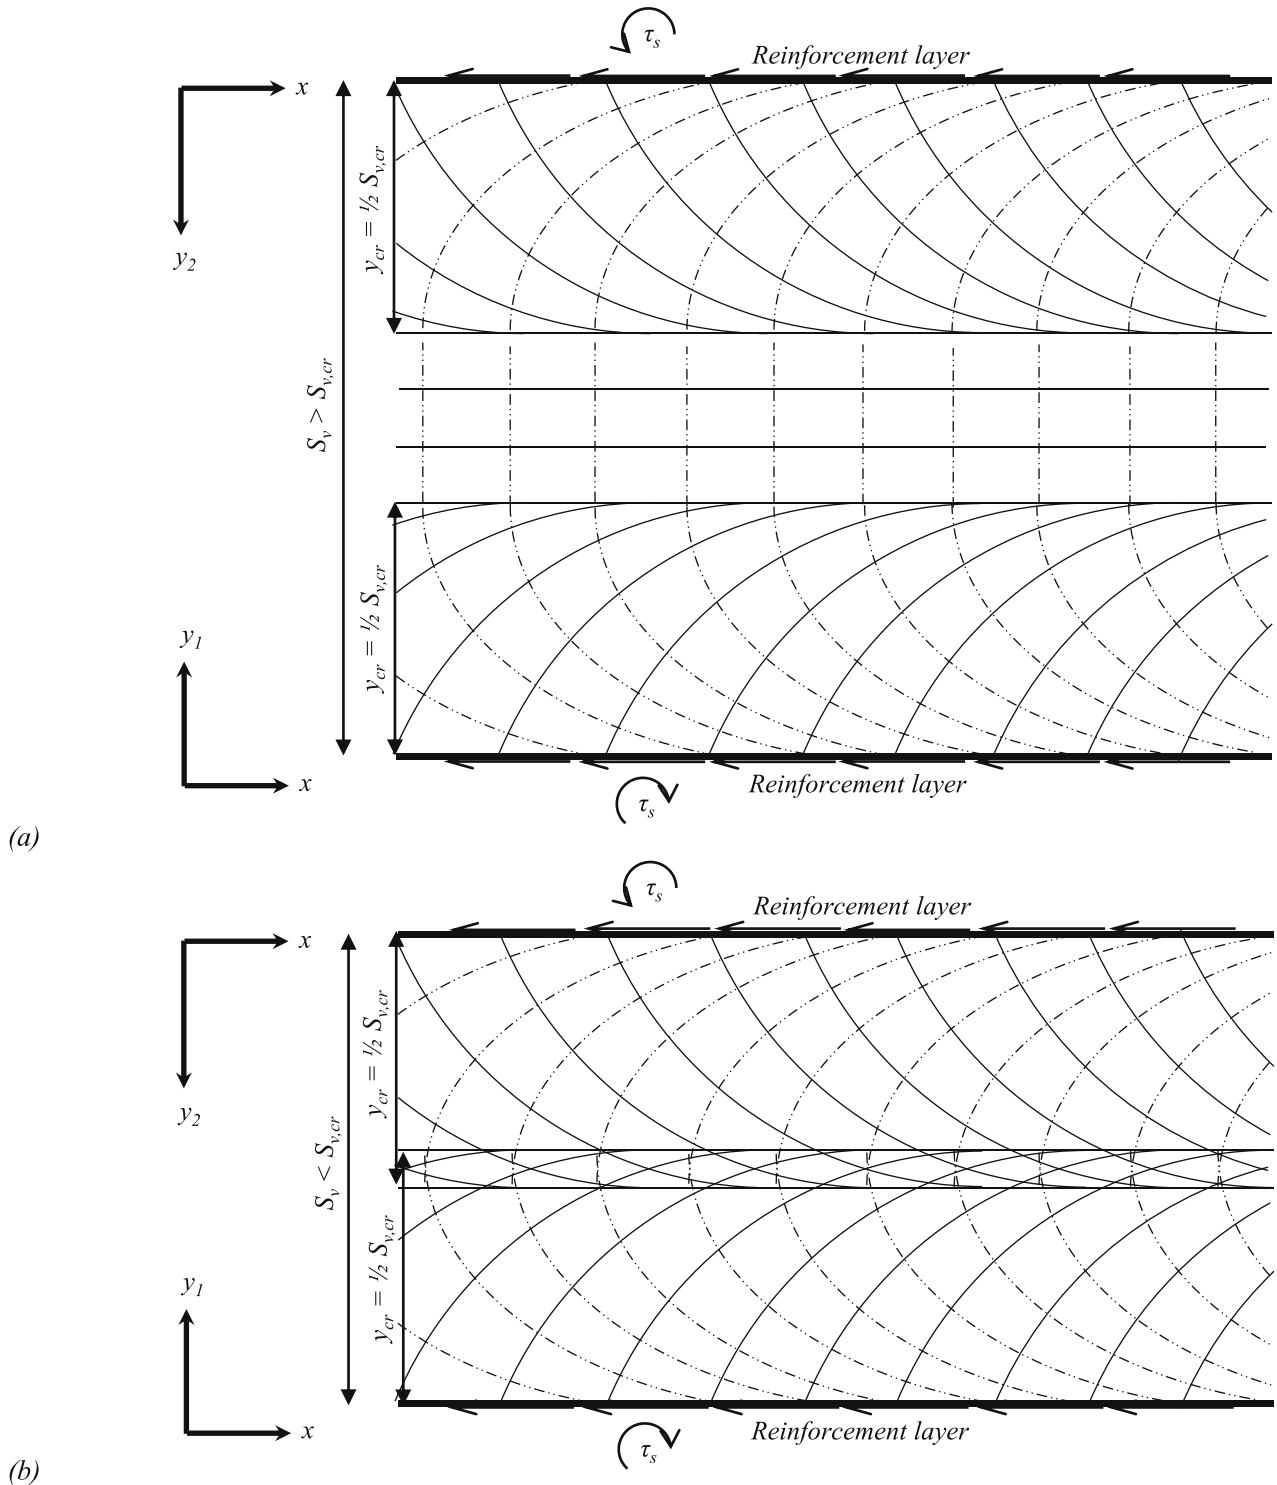 τs
Reinforcement layer
x
y2
ycr = ½ Sv,cr
Sv > Sv,cr
ycr = ½ Sv,cr
y1
x
Reinforcement layer
τs
(a)
τs
Reinforcement layer
x
y2
ycr = ½ Sv,cr
Sv < Sv,cr
ycr = ½ Sv,cr
y1
x
Reinforcement layer
τs
(b)